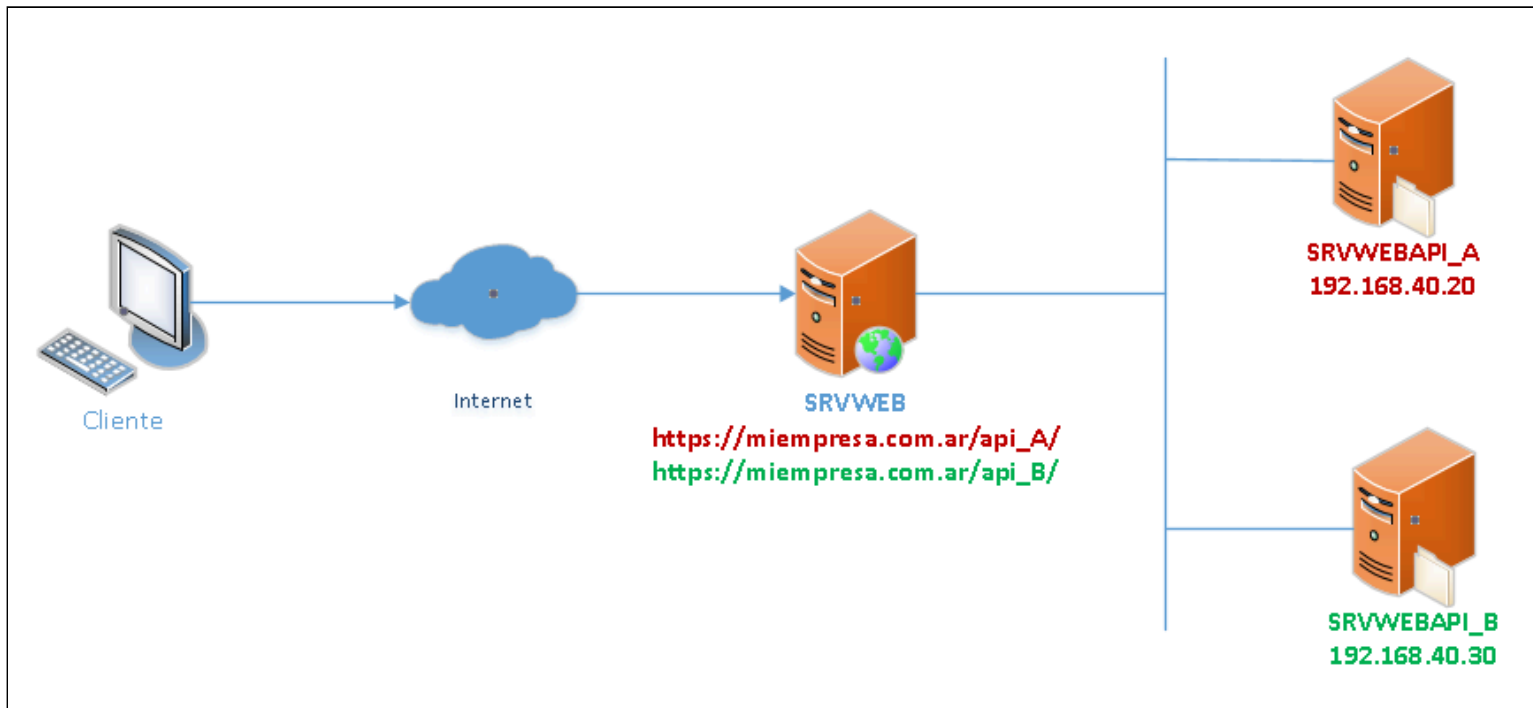 Cliente
Internet
SRVWEB
https://miempresa.com.ar/api_A/
https://miempresa.com.ar/api_B/
SRVWEBAPI_A
192.168.40.20
SRVWEBAPI_B
192.168.40.30